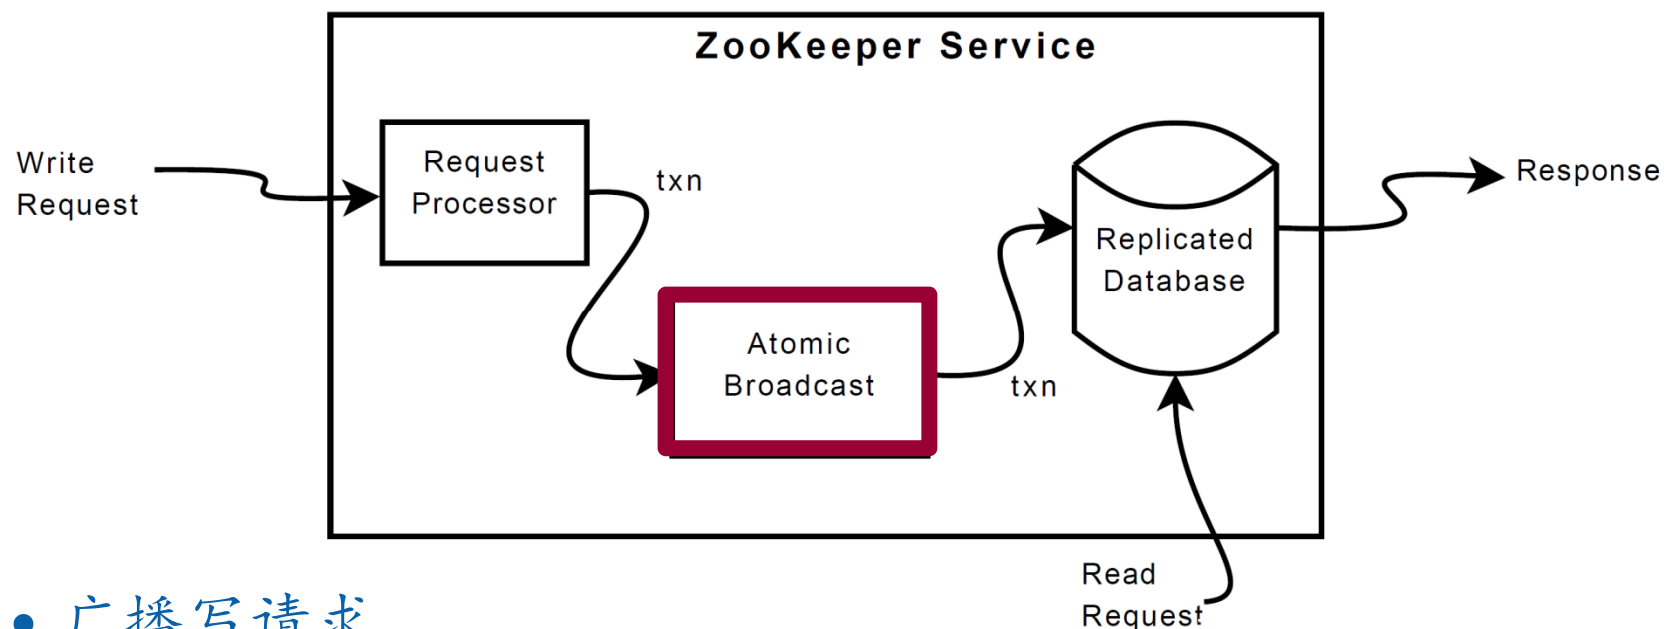 ZooKeeper Service
Write
Request
Request
Processor
txn
Atomic
Broadcast
txn
Replicated
Database
Response
Read
Request
• 广播写请求